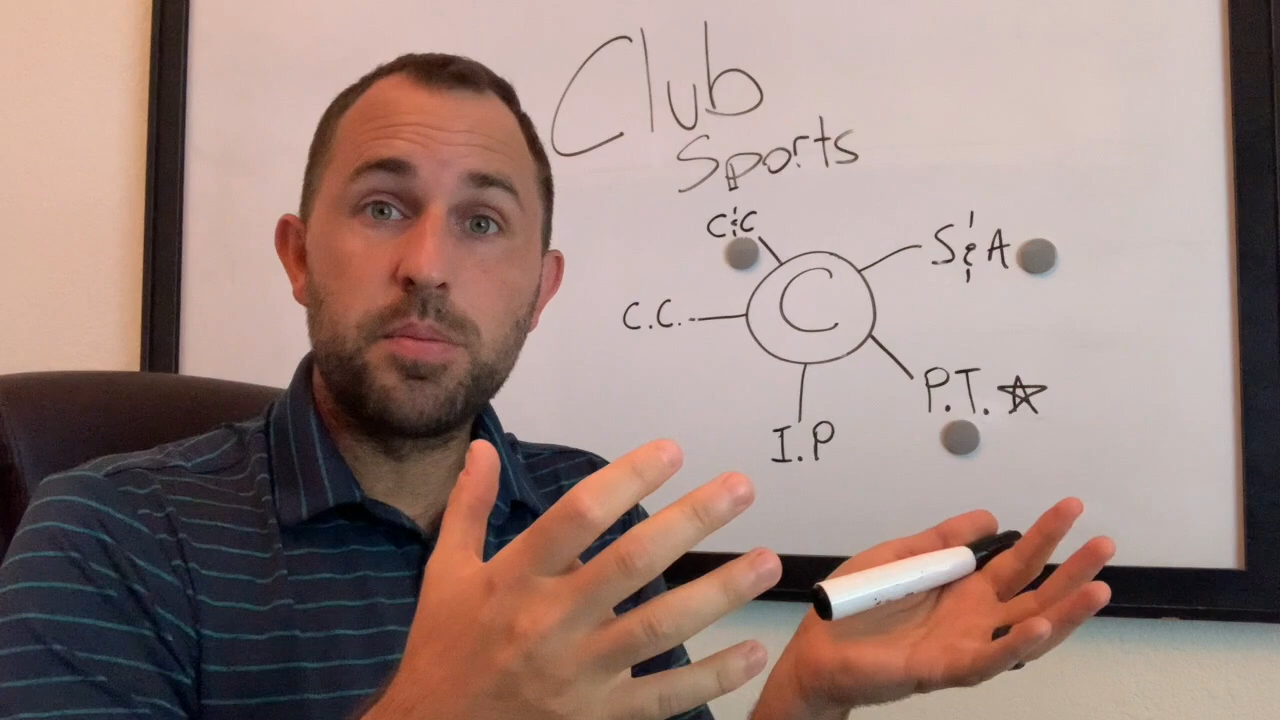 Club
Sports
C&C
S&A
C
C.C.
P.T. ☆
I.P